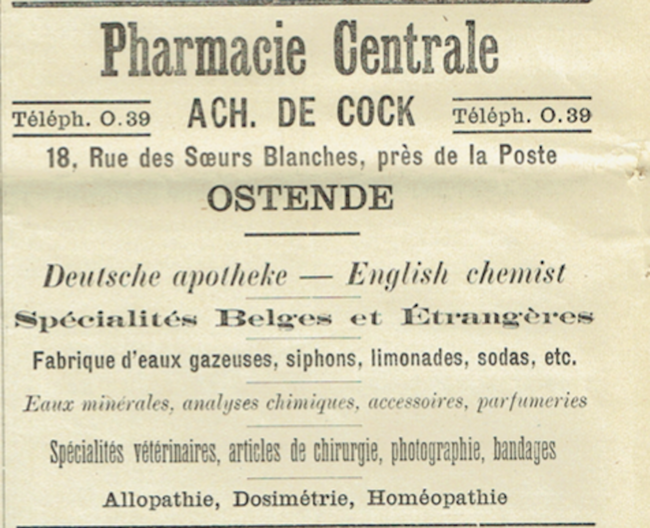 Pharmacie Centrale
Téléph. O.39 ACH. DE COCK Téléph. O.39
18, Rue des Sœurs Blanches, près de la Poste
OSTENDE
Deutsche apotheke — English chemist
Spécialités Belges et Étrangères
Fabrique d'eaux gazeuses, siphons, limonades, sodas, etc.
Eaux minérales, analyses chimiques, accessoires, parfumeries
Spécialités vétérinaires, articles de chirurgie, photographie, bandages
Allopathie, Dosimétrie, Homéopathie